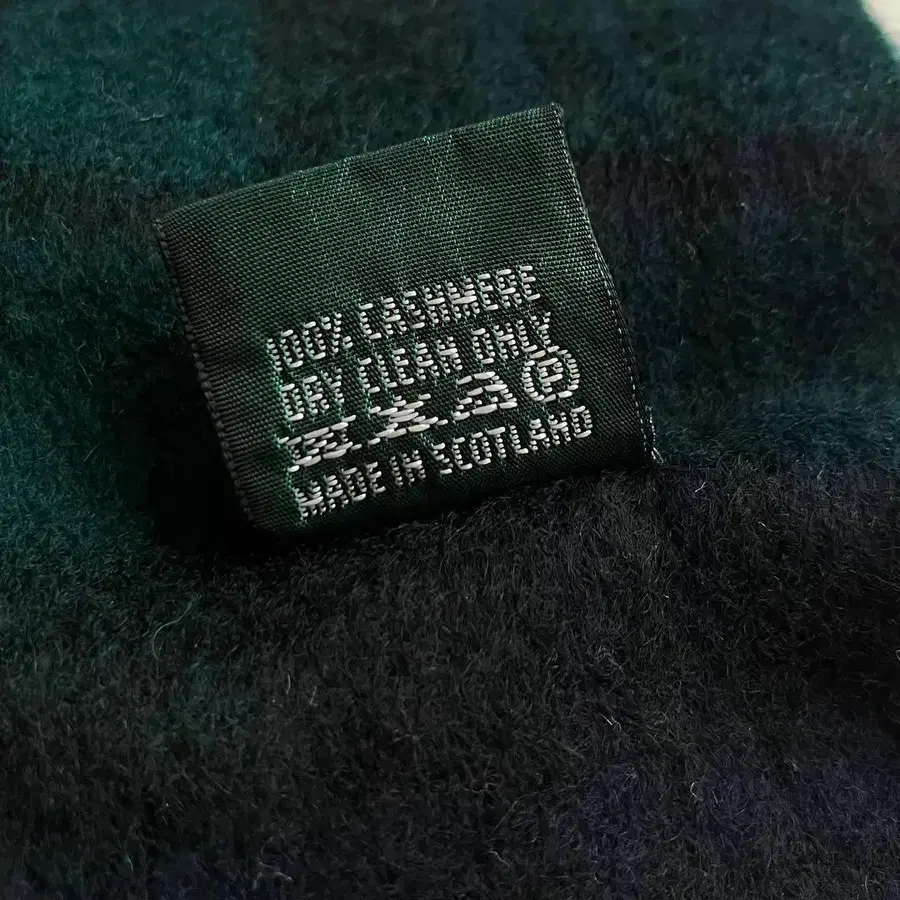 100% CASHMERE
DRY CLEAN ONLY
P
MADE IN SCOTLAND